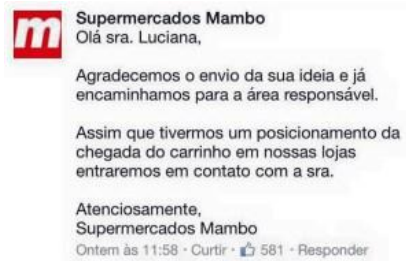 m
Supermercados Mambo
Olá sra. Luciana,
Agradecemos o envio da sua ideia e já
encaminhamos para a área responsável.
Assim que tivermos um posicionamento da
chegada do carrinho em nossas lojas
entraremos em contato com a sra.
Atenciosamente,
Supermercados Mambo
Ontem às 11:58 · Curtir · 581 · Responder